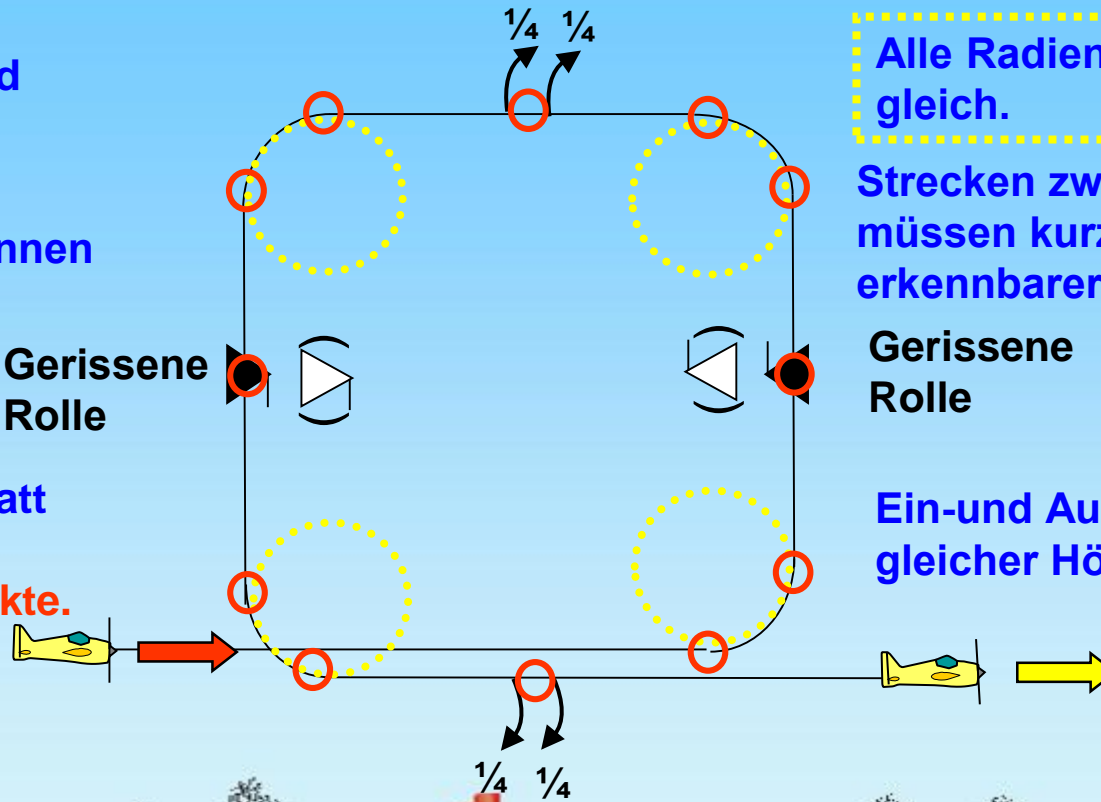 ¼ ¼
d
Alle Radien
gleich.
Strecken zw
müssen kurz
erkennbarer
nnen
Gerissene
Rolle
Gerissene
Rolle
att
kte.
Ein-und Au
gleicher Hö
¼ ¼